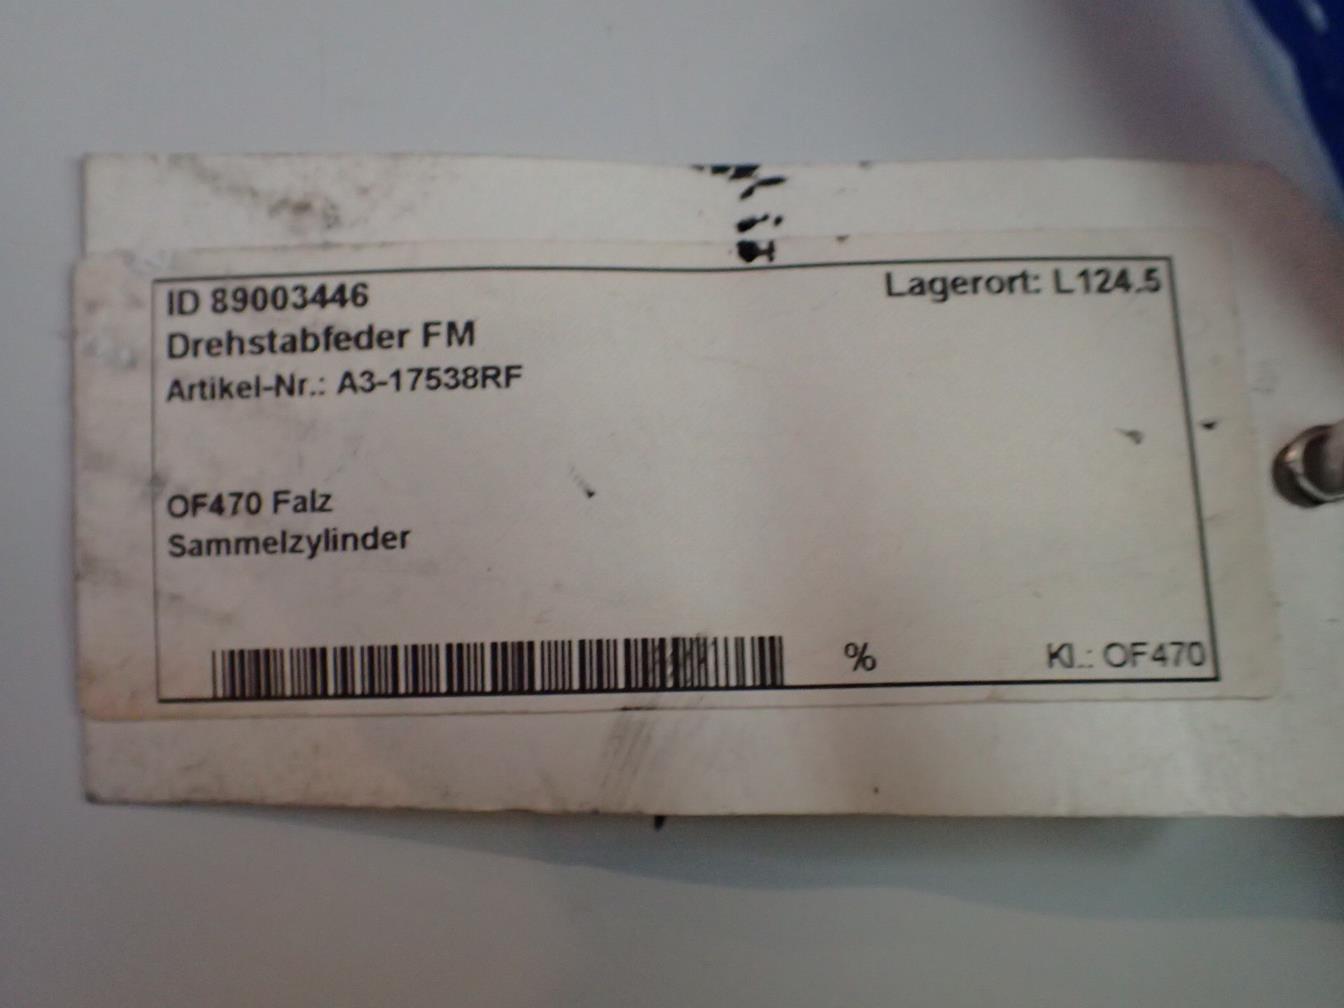 ID 89003446
Lagerort: L124.5
Drehstabfeder FM
Artikel-Nr.: A3-17538RF
OF470 Falz
Sammelzylinder
%
Kl.: OF470